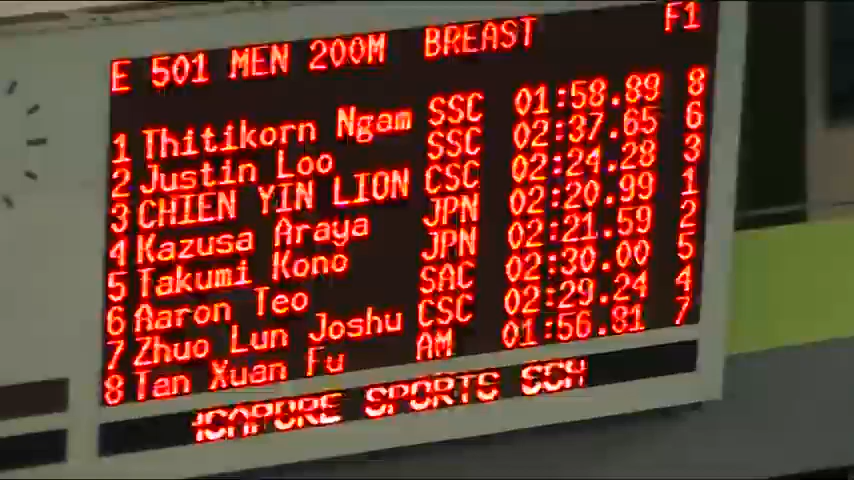 E 501 MEN 200M BREAST F1
1 Thitikorn Ngam SSC 01:58.89 8
2 Justin Loo SSC 02:37.65 6
3 CHIEN YIN LION CSC 02:24.28 3
4 Kazusa Araya JPN 02:20.99 1
5 Takumi Kono JPN 02:21.59 2
6 Aaron Teo SAC 02:30.00 5
7 Zhuo Lun Joshu CSC 02:29.24 4
8 Tan Xuan Fu AM 01:56.81 7
SPORTS SCH